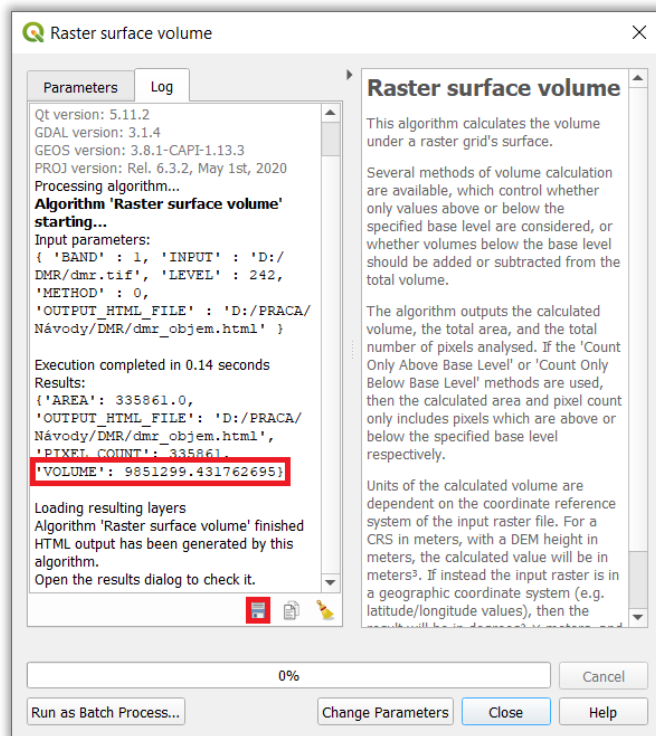 Raster surface volume
Parameters
Log
Qt version: 5.11.2
GDAL version: 3.1.4
GEOS version: 3.8.1-CAPI-1.13.3
PROJ version: Rel. 6.3.2, May 1st, 2020
Processing algorithm...
Algorithm 'Raster surface volume'
starting...
Input parameters:
{ 'BAND' : 1, 'INPUT' : 'D:/
DMR/dmr.tif', 'LEVEL' : 242,
'METHOD' : 0,
'OUTPUT_HTML_FILE' : 'D:/PRACA/
Návody/DMR/dmr_objem.html' }
Execution completed in 0.14 seconds
Results:
{'AREA': 335861.0,
'OUTPUT_HTML_FILE': 'D:/PRACA/
Návody/DMR/dmr_objem.html',
'PIXEL_COUNT': 335861,
'VOLUME': 9851299.431762695}
Loading resulting layers
Algorithm 'Raster surface volume' finished
HTML output has been generated by this
algorithm.
Open the results dialog to check it.
Raster surface volume
This algorithm calculates the volume
under a raster grid's surface.
Several methods of volume calculation
are available, which control whether
only values above or below the
specified base level are considered, or
whether volumes below the base level
should be added or subtracted from the
total volume.
The algorithm outputs the calculated
volume, the total area, and the total
number of pixels analysed. If the 'Count
Only Above Base Level' or 'Count Only
Below Base Level' methods are used,
then the calculated area and pixel count
only includes pixels which are above or
below the specified base level
respectively.
Units of the calculated volume are
dependent on the coordinate reference
system of the input raster file. For a
CRS in meters, with a DEM height in
meters, the calculated value will be in
meters³. If instead the input raster is in
a geographic coordinate system (e.g.
latitude/longitude values), then the
result will be in degrees² × meters, and
0%
Cancel
Run as Batch Process...
Change Parameters
Close
Help